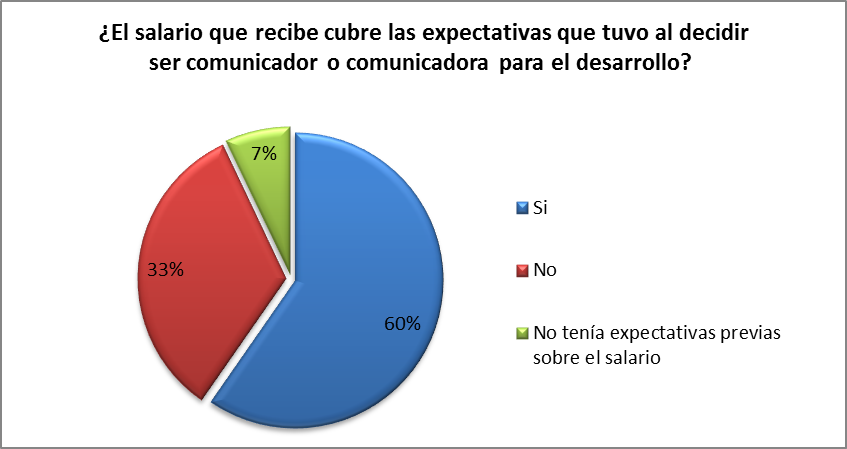 ¿El salario que recibe cubre las expectativas que tuvo al decidir
ser comunicador o comunicadora para el desarrollo?
7%
33%
60%
Si
No
No tenía expectativas previas
sobre el salario